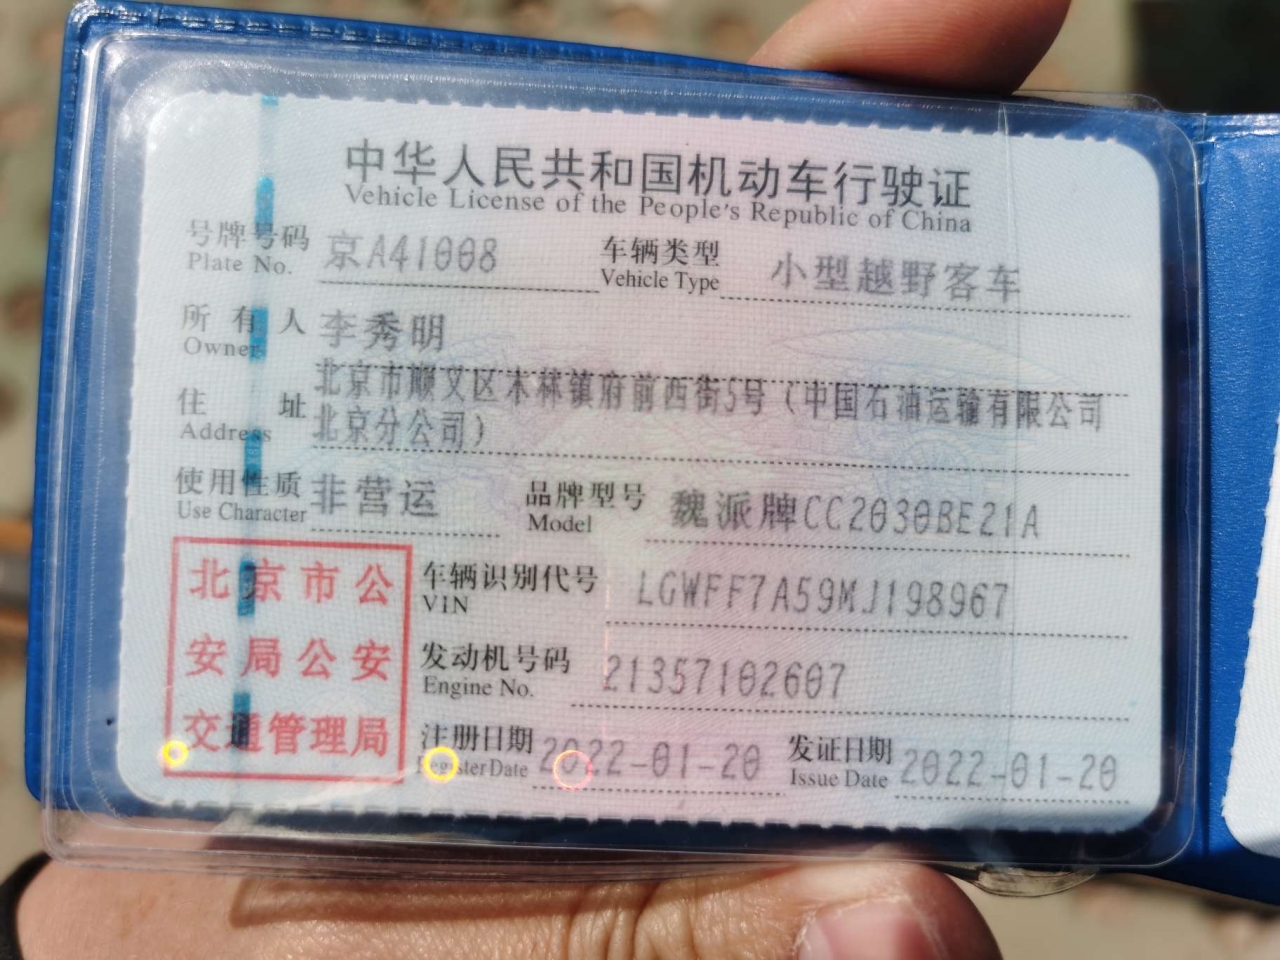 中华人民共和国机动车行驶证
Vehicle License of the People's Republic of China
号牌号码 京A41008 车辆类型 小型越野客车
Plate No. Vehicle Type
所有人 李秀明
Owner
住址 北京市顺义区木林镇府前西街5号（中国石油运输有限公司
Address 北京分公司）
使用性质 非营运 品牌型号 魏派牌CC2030BE21A
Use Character Model
北京市公
安局公安
交通管理局
车辆识别代号 LGWFF7A59MJ198967
VIN
发动机号码 21357102607
Engine No.
注册日期 2022-01-20 发证日期 2022-01-20
Register Date Issue Date